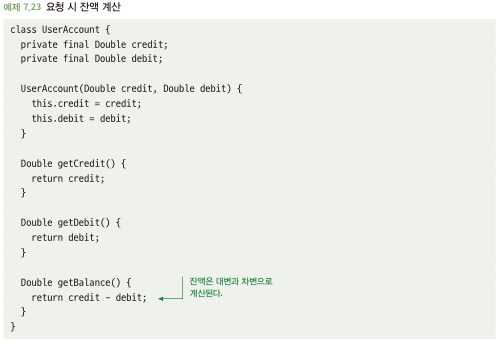 예제 7.23 요청 시 잔액 계산
class UserAccount {
  private final Double credit;
  private final Double debit;

  UserAccount(Double credit, Double debit) {
    this.credit = credit;
    this.debit = debit;
  }

  Double getCredit() {
    return credit;
  }

  Double getDebit() {
    return debit;
  }

  Double getBalance() {
    return credit - debit;
  }
}
잔액은 대변과 차변으로
계산된다.